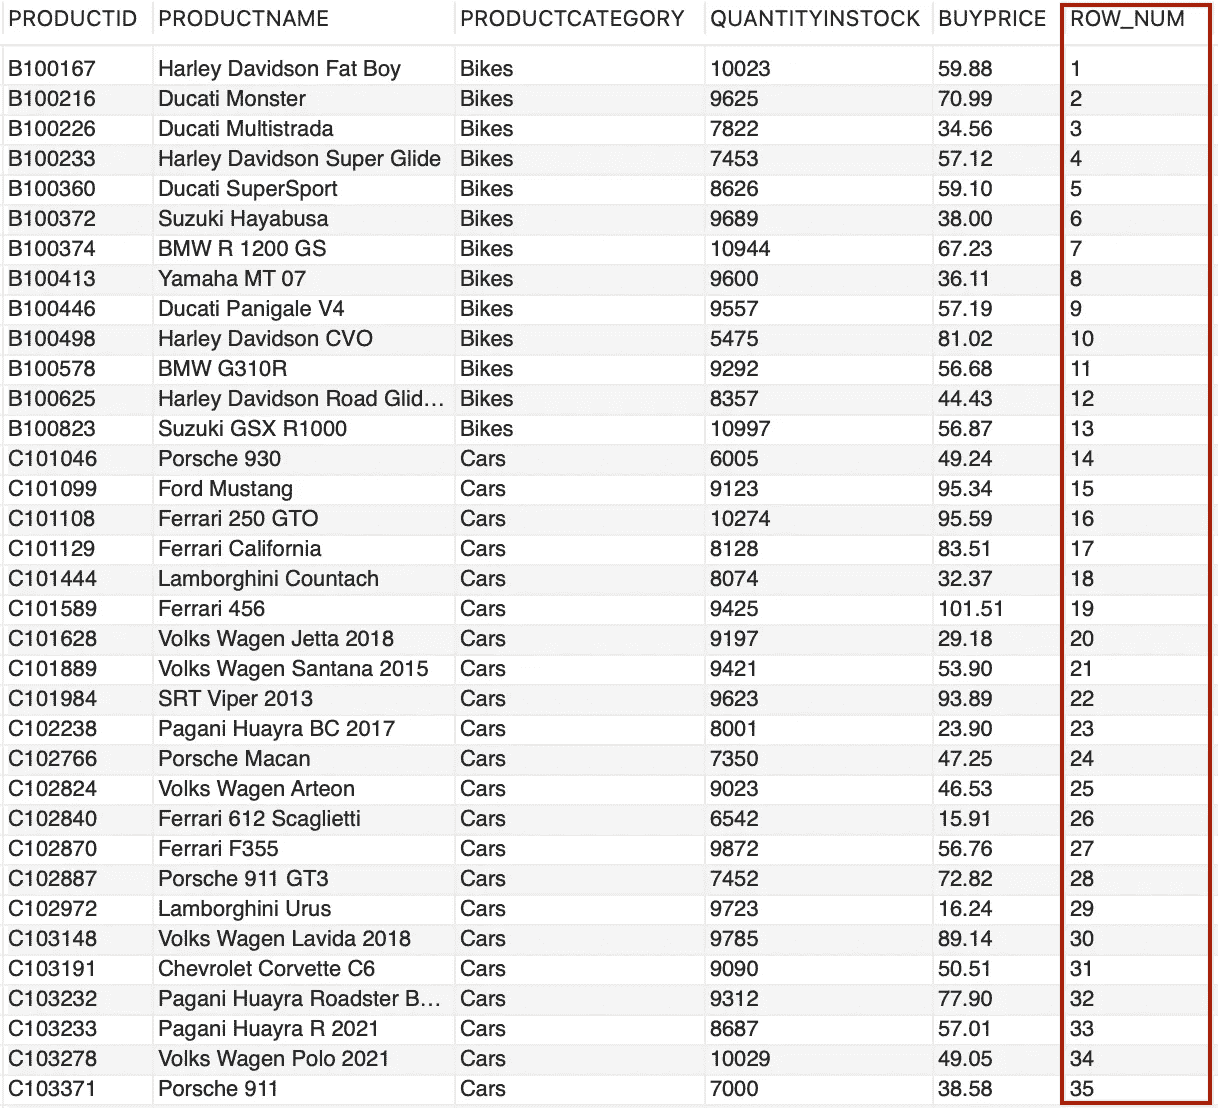 PRODUCTID PRODUCTNAME PRODUCTCATEGORY QUANTITYINSTOCK BUYPRICE ROW_NUM
B100167 Harley Davidson Fat Boy Bikes 10023 59.88 1
B100216 Ducati Monster Bikes 9625 70.99 2
B100226 Ducati Multistrada Bikes 7822 34.56 3
B100233 Harley Davidson Super Glide Bikes 7453 57.12 4
B100360 Ducati SuperSport Bikes 8626 59.10 5
B100372 Suzuki Hayabusa Bikes 9689 38.00 6
B100374 BMW R 1200 GS Bikes 10944 67.23 7
B100413 Yamaha MT 07 Bikes 9600 36.11 8
B100446 Ducati Panigale V4 Bikes 9557 57.19 9
B100498 Harley Davidson CVO Bikes 5475 81.02 10
B100578 BMW G310R Bikes 9292 56.68 11
B100625 Harley Davidson Road Glid... Bikes 8357 44.43 12
B100823 Suzuki GSX R1000 Bikes 10997 56.87 13
C101046 Porsche 930 Cars 6005 49.24 14
C101099 Ford Mustang Cars 9123 95.34 15
C101108 Ferrari 250 GTO Cars 10274 95.59 16
C101129 Ferrari California Cars 8128 83.51 17
C101444 Lamborghini Countach Cars 8074 32.37 18
C101589 Ferrari 456 Cars 9425 101.51 19
C101628 Volks Wagen Jetta 2018 Cars 9197 29.18 20
C101889 Volks Wagen Santana 2015 Cars 9421 53.90 21
C101984 SRT Viper 2013 Cars 9623 93.89 22
C102238 Pagani Huayra BC 2017 Cars 8001 23.90 23
C102766 Porsche Macan Cars 7350 47.25 24
C102824 Volks Wagen Arteon Cars 9023 46.53 25
C102840 Ferrari 612 Scaglietti Cars 6542 15.91 26
C102870 Ferrari F355 Cars 9872 56.76 27
C102887 Porsche 911 GT3 Cars 7452 72.82 28
C102972 Lamborghini Urus Cars 9723 16.24 29
C103148 Volks Wagen Lavida 2018 Cars 9785 89.14 30
C103191 Chevrolet Corvette C6 Cars 9090 50.51 31
C103232 Pagani Huayra Roadster B... Cars 9312 77.90 32
C103233 Pagani Huayra R 2021 Cars 8687 57.01 33
C103278 Volks Wagen Polo 2021 Cars 10029 49.05 34
C103371 Porsche 911 Cars 7000 38.58 35